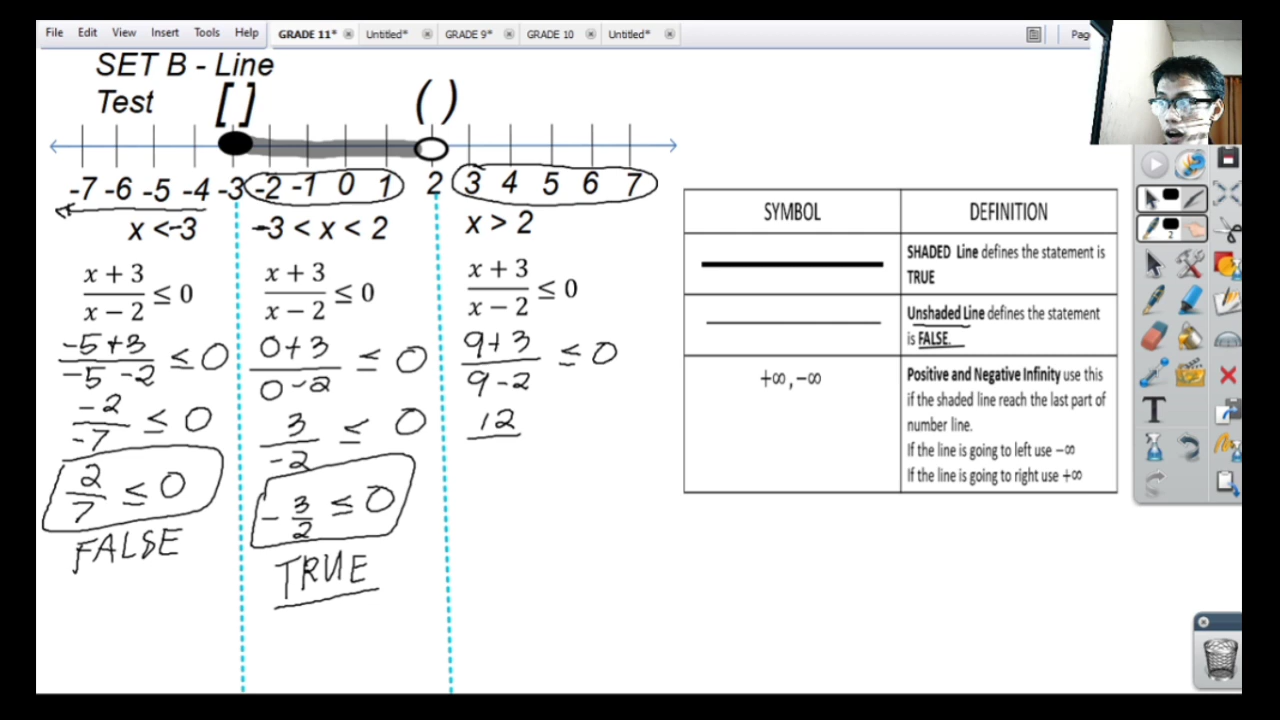 File Edit View Insert Tools Help GRADE 11* Untitled* GRADE 9* GRADE 10 Untitled*
SET B - Line
Test
[ ] ( )
-7 -6 -5 -4 -3 -2 -1 0 1 2 3 4 5 6 7
x <-3
-3 < x < 2
x > 2
x + 3
x − 2
≤ 0
x + 3
x − 2
≤ 0
x + 3
x − 2
≤ 0
-5+3
-5 -2
≤ 0
0+3
0-2
≤ 0
9+3
9-2
≤ 0
-2
-7
≤ 0
3
-2
≤ 0
12
2
7
≤ 0
- 3
2
≤ 0
FALSE
TRUE
SYMBOL DEFINITION
SHADED Line defines the statement is
TRUE
Unshaded Line defines the statement
is FALSE.
+∞, −∞
Positive and Negative Infinity use this
if the shaded line reach the last part of
number line.
If the line is going to left use −∞
If the line is going to right use +∞
2
T